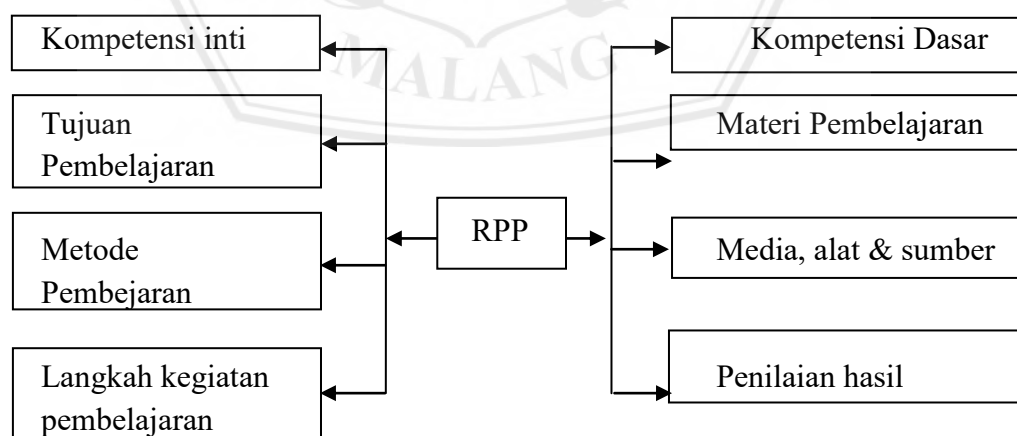 Kompetensi inti
Kompetensi Dasar
MALANG
Tujuan
Pembelajaran
Materi Pembelajaran
RPP
Metode
Pembejaran
Media, alat & sumber
Langkah kegiatan
pembelajaran
Penilaian hasil